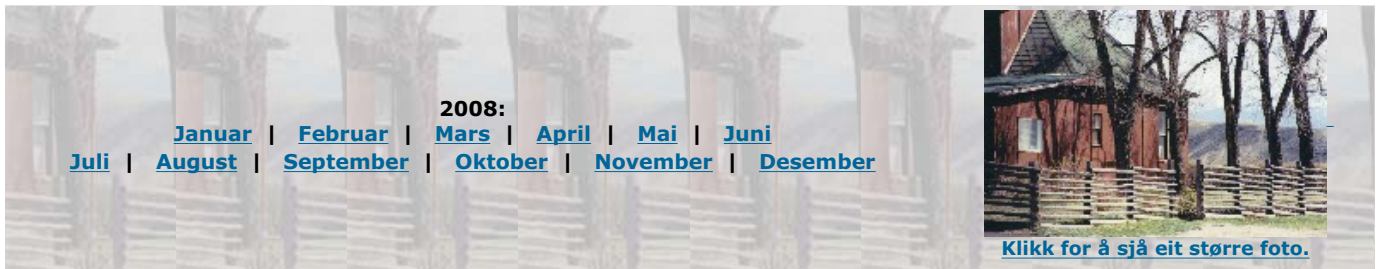 2008:
Januar | Februar | Mars | April | Mai | Juni
Juli | August | September | Oktober | November | Desember
Klikk for å sjå eit større foto.